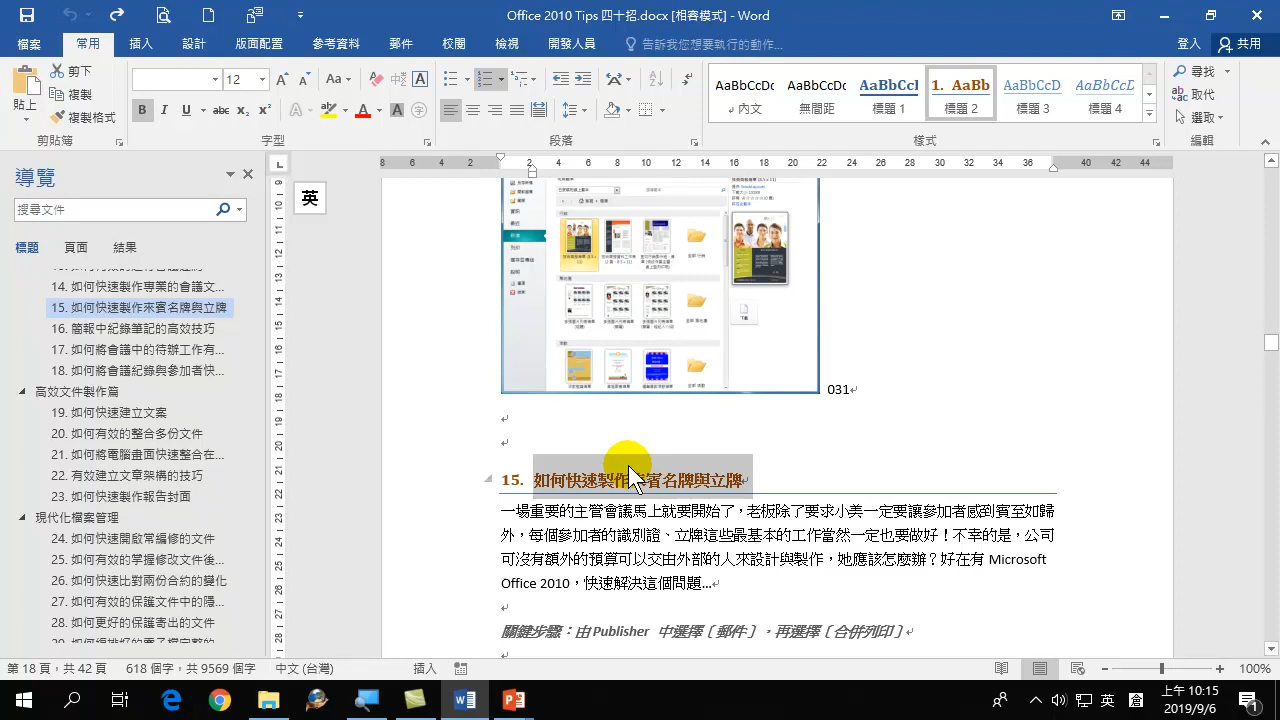 Office 2010 Tips 四十招.docx [相容模式] - Word
檔案 常用 插入 設計 版面配置 參考資料 郵件 校閱 檢視 開發人員 告訴我您想要執行的動作... 登入 共用
貼上 剪下 複製 複製格式
12
AaBbCcDc AaBbCcDc AaBbCcI 1. AaBb AaBbCcD AaBbCcD
內文 無間距 標題 1 標題 2 標題 3 標題 4
尋找 取代 選取
剪貼簿 字型 段落 樣式 編輯
導覽
搜尋文件
標題 頁面 結果
15. 如何快速製作來賓名牌與立牌
16. 簡報中紀錄筆記的重要技巧
17. 如何將會議中的待辦工作有...
18. 如何將會議紀錄與影音資訊...
高效文件製作篇
19. 如何快速建立文案
20. 如何有效的整合多份文件
21. 如何將電腦畫面快速整合在...
22. 有效建立文章架構的技巧
23. 如何快速製作報告封面
現代化檔案管理
24. 如何快速開啟常編修的文件
25. 如何有效的掌握修改文件後...
26. 如何快速比對兩份合約的變化
27. 如何有效的保護文件中的隱...
28. 如何更好的保護寄出的文件
英
031
15. 如何快速製作來賓名牌與立牌
一場重要的主管會議馬上就要開始了，老板除了要求小美一定要讓參加者感到賓至如歸
外，每個參加者的識別證、立牌這些最基本的工作當然一定也要做好！不幸的是，公司
可沒有額外的預算可以交由外部的人來設計與製作，她應該怎麼辦？好在有 Microsoft
Office 2010，快速解決這個問題...
關鍵步驟：由 Publisher 中選擇〔郵件〕，再選擇〔合併列印〕
第 18 頁，共 42 頁 618 個字，共 9569 個字 中文 (台灣) 插入 100%
英
2019/9/6